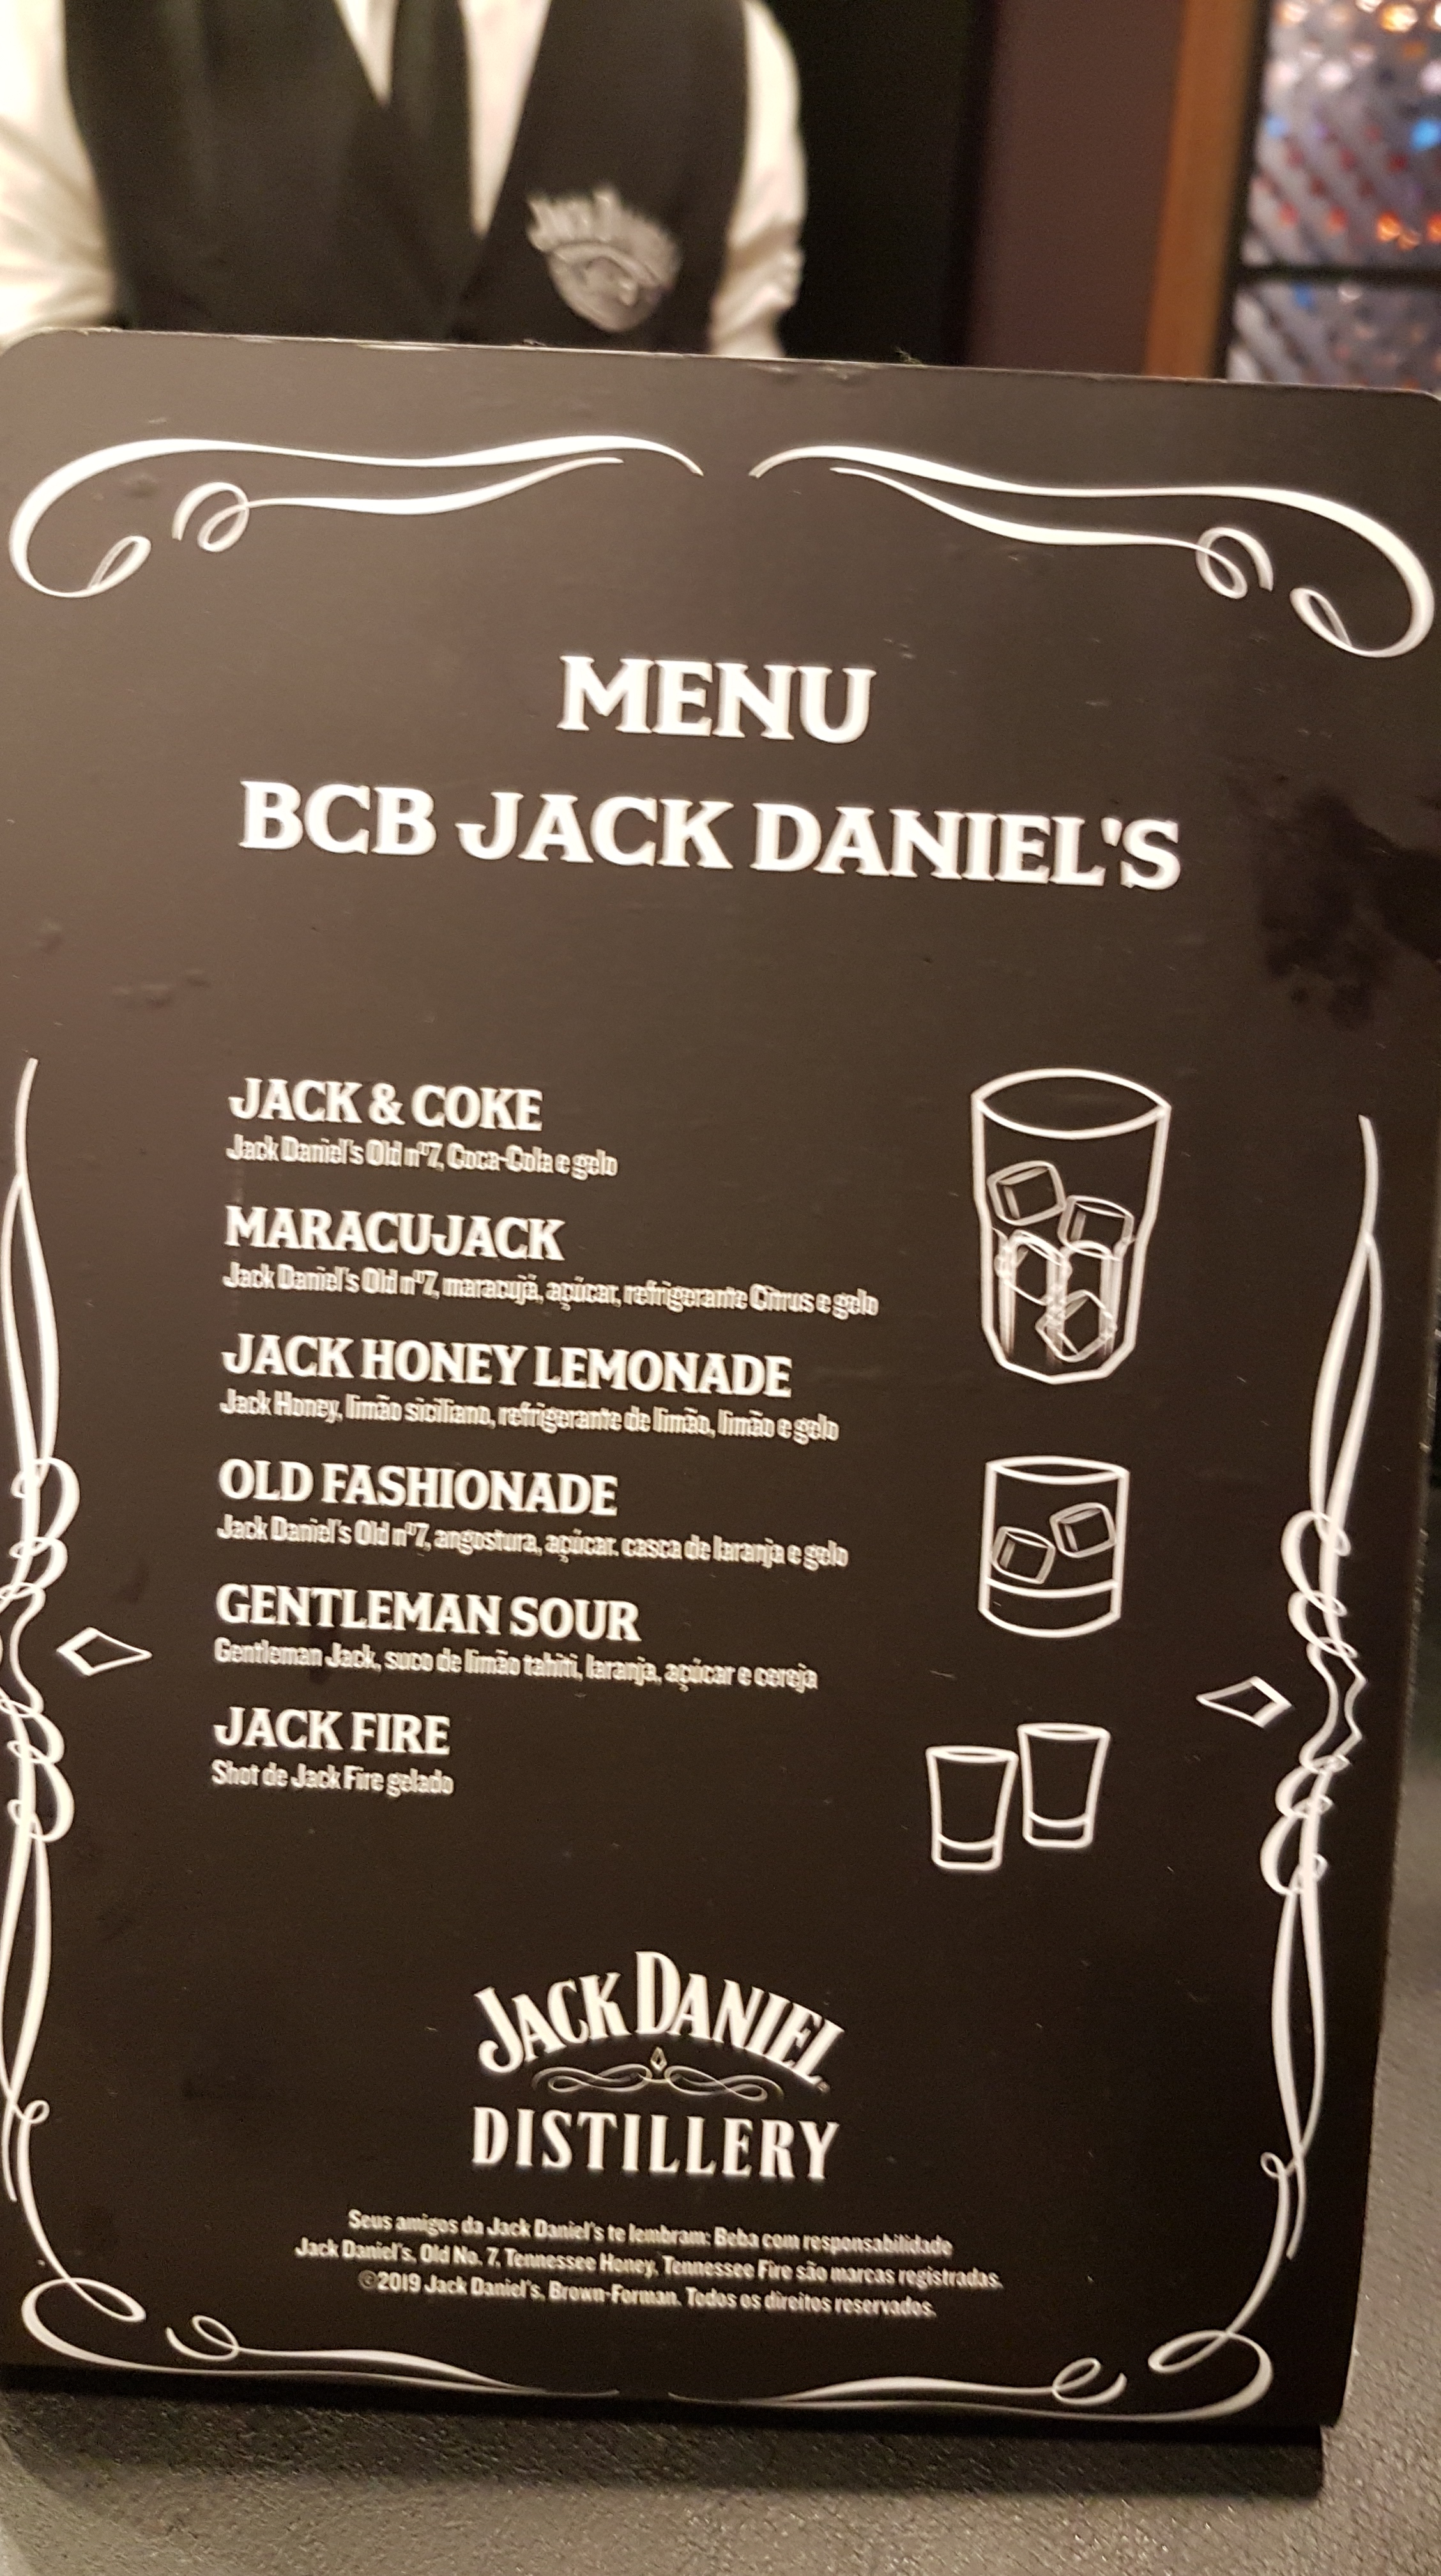 JACK DANIEL'S
MENU
BCB JACK DANIEL'S
JACK & COKE
Jack Daniel's Old nº7, Coca-Cola e gelo
MARACUJACK
Jack Daniel's Old nº7, maracujá, açúcar, refrigerante Citrus e gelo
JACK HONEY LEMONADE
Jack Honey, limão siciliano, refrigerante de limão, limão e gelo
OLD FASHIONADE
Jack Daniel's Old nº7, angostura, açúcar. casca de laranja e gelo
GENTLEMAN SOUR
Gentleman Jack, suco de limão tahiti, laranja, açúcar e cereja
JACK FIRE
Shot de Jack Fire gelado
JACK DANIEL
DISTILLERY
Seus amigos da Jack Daniel's te lembram: Beba com responsabilidade
Jack Daniel's, Old No. 7, Tennessee Honey, Tennessee Fire são marcas registradas.
©2019 Jack Daniel's, Brown-Forman. Todos os direitos reservados.